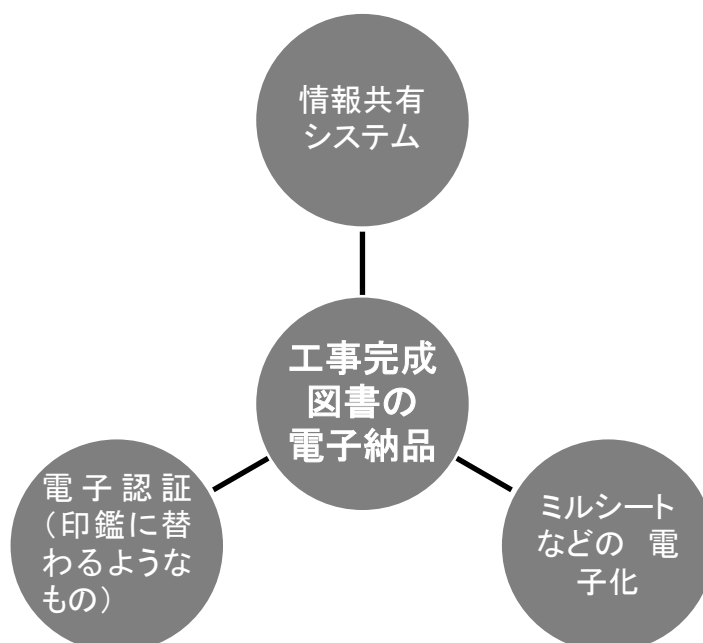 情報共有
システム
工事完成
図書の
電子納品
電子認証
(印鑑に替
わるような
もの)
ミルシート
などの 電
子化